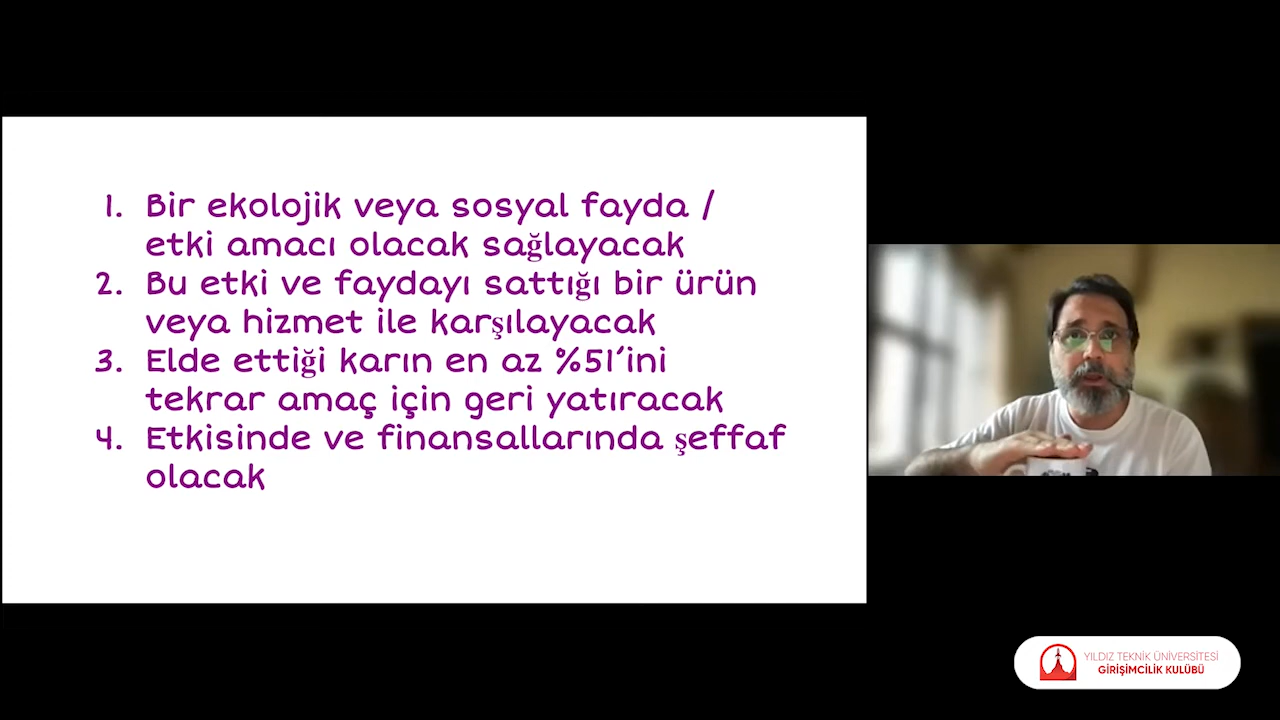 1. Bir ekolojik veya sosyal fayda /
etki amacı olacak sağlayacak
2. Bu etki ve faydayı sattığı bir ürün
veya hizmet ile karşılayacak
3. Elde ettiği karın en az %51'ini
tekrar amaç için geri yatıracak
4. Etkisinde ve finansallarında şeffaf
olacak
YILDIZ TEKNİK ÜNİVERSİTESİ
GİRİŞİMCİLİK KULÜBÜ